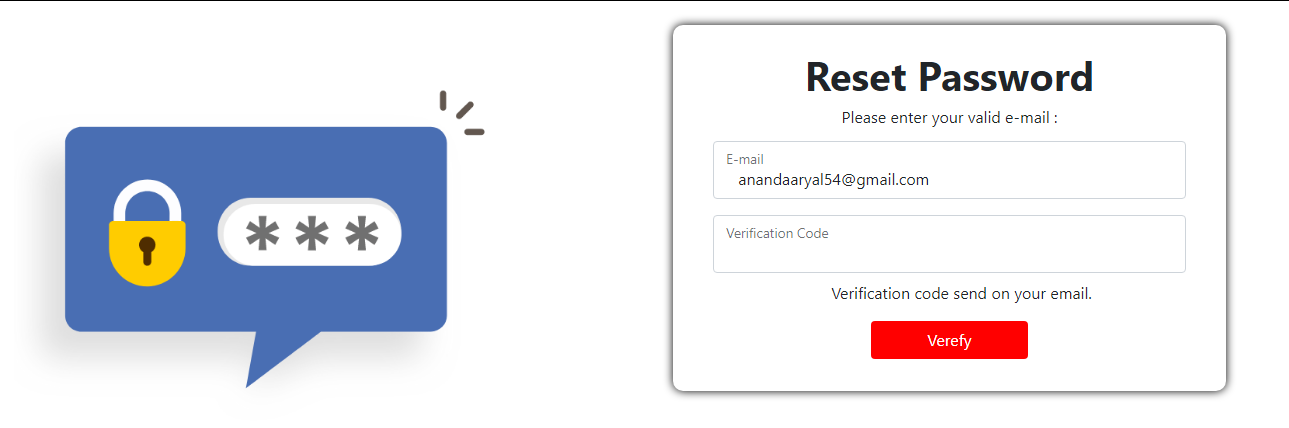 Reset Password
Please enter your valid e-mail :
E-mail
anandaaryal54@gmail.com
Verification Code
Verification code send on your email.
Verefy
***